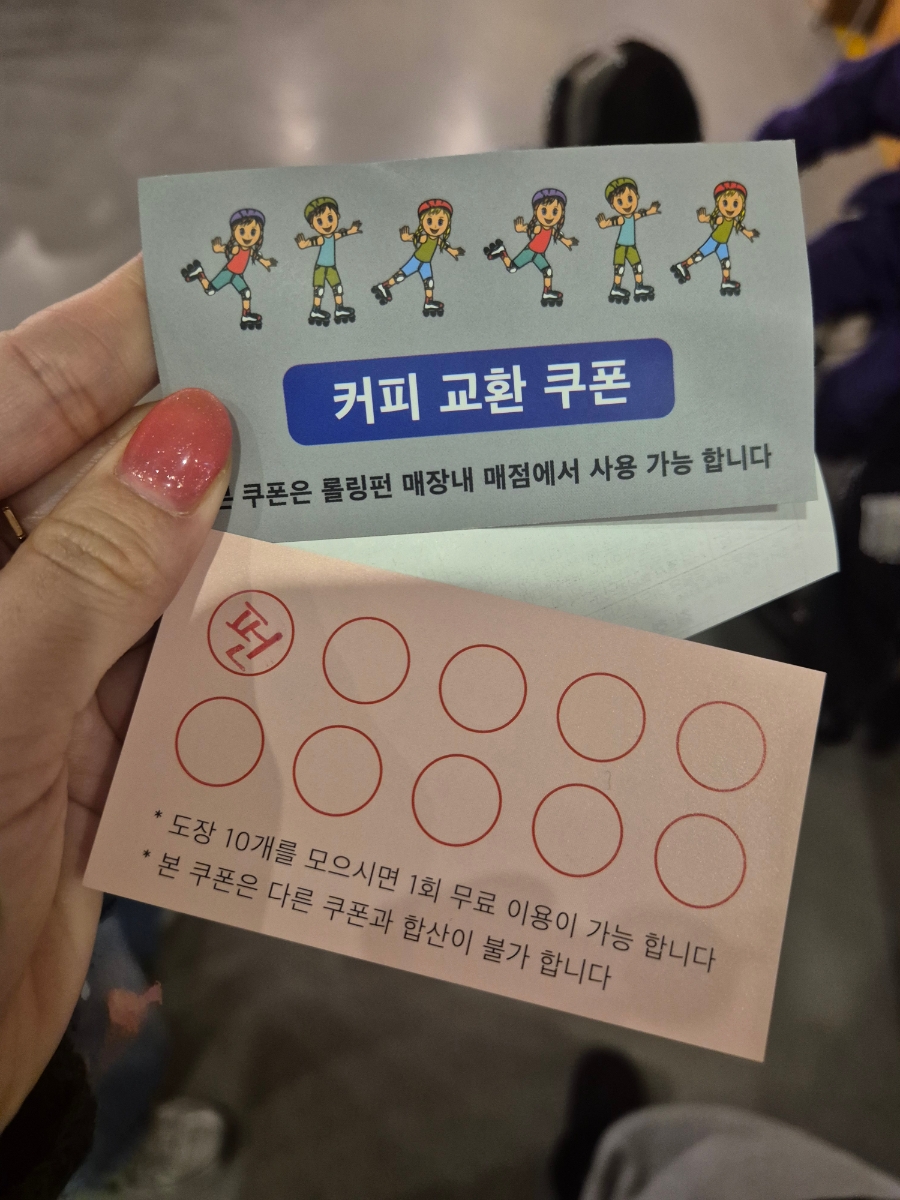 커피 교환 쿠폰
본 쿠폰은 롤링펀 매장내 매점에서 사용 가능 합니다
펀
* 도장 10개를 모으시면 1회 무료 이용이 가능 합니다
* 본 쿠폰은 다른 쿠폰과 합산이 불가 합니다